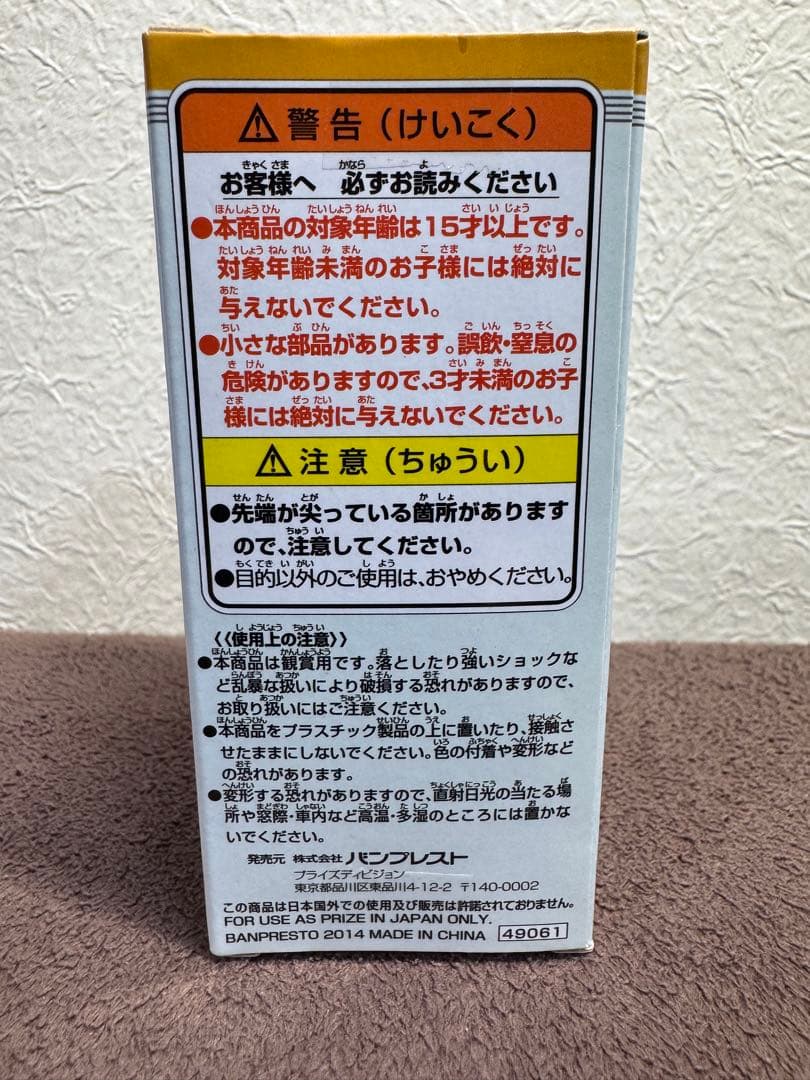 ⚠ 警告(けいこく)
お客様へ 必ずお読みください
●本商品の対象年齢は15才以上です。
対象年齢未満のお子様には絶対に
与えないでください。
●小さな部品があります。誤飲・窒息の
危険がありますので、3才未満のお子
様には絶対に与えないでください。
⚠ 注意(ちゅうい)
●先端が尖っている箇所があります
ので、注意してください。
●目的以外のご使用は、おやめください。
《使用上の注意》
●本商品は観賞用です。落としたり強いショックな
ど乱暴な扱いにより破損する恐れがありますので、
お取り扱いにはご注意ください。
●本商品をプラスチック製品の上に置いたり、接触さ
せたままにしないでください。色の付着や変形など
の恐れがあります。
●変形する恐れがありますので、直射日光の当たる場
所や窓際・車内など高温・多湿のところには置かな
いでください。
発売元 株式会社 バンプレスト
プライズディビジョン
東京都品川区東品川4-12-2 〒140-0002
この商品は日本国外での使用及び販売は許諾されておりません。
FOR USE AS PRIZE IN JAPAN ONLY.
BANPRESTO 2014 MADE IN CHINA 49061